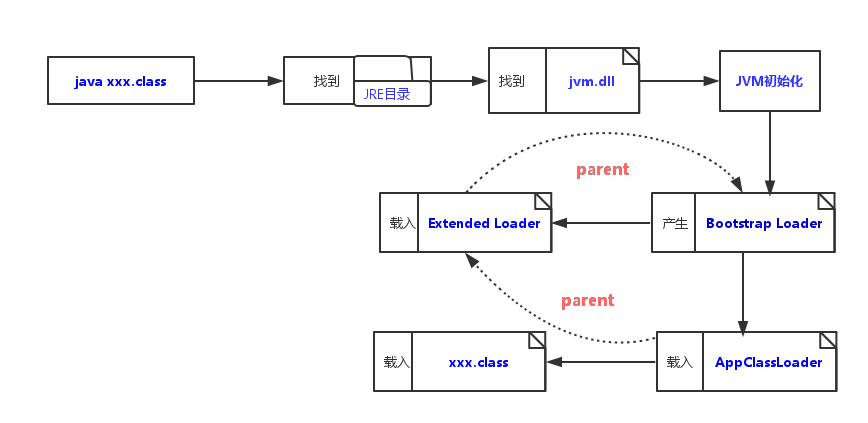 java xxx.class
找到
JRE目录
找到
jvm.dll
JVM初始化
parent
载入
Extended Loader
产生
Bootstrap Loader
parent
载入
xxx.class
载入
AppClassLoader